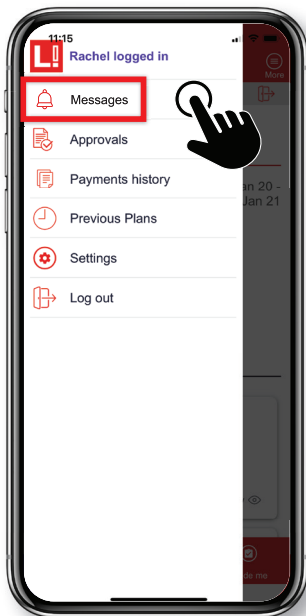 11:15
L!
Rachel logged in
More
Messages
Approvals
Payments history
an 20 -
Jan 21
Previous Plans
Settings
Log out
de me